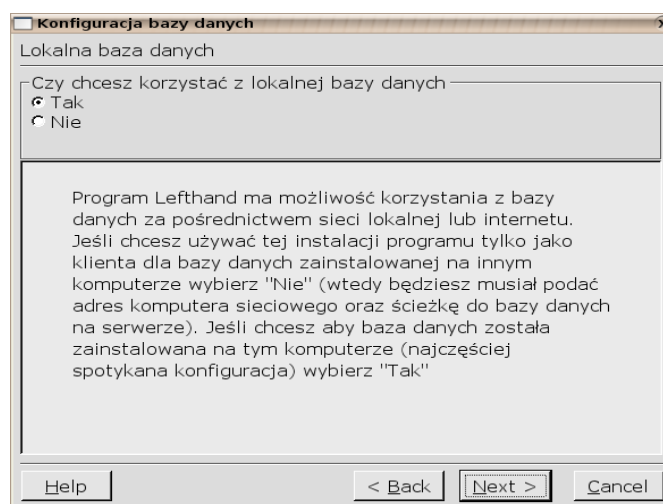 Konfiguracja bazy danych
Lokalna baza danych
Czy chcesz korzystać z lokalnej bazy danych
Tak
Nie
Program Lefthand ma możliwość korzystania z bazy
danych za pośrednictwem sieci lokalnej lub internetu.
Jeśli chcesz używać tej instalacji programu tylko jako
klienta dla bazy danych zainstalowanej na innym
komputerze wybierz "Nie" (wtedy będziesz musiał podać
adres komputera sieciowego oraz ścieżkę do bazy danych
na serwerze). Jeśli chcesz aby baza danych została
zainstalowana na tym komputerze (najczęściej
spotykana konfiguracja) wybierz "Tak"
Help < Back Next > Cancel